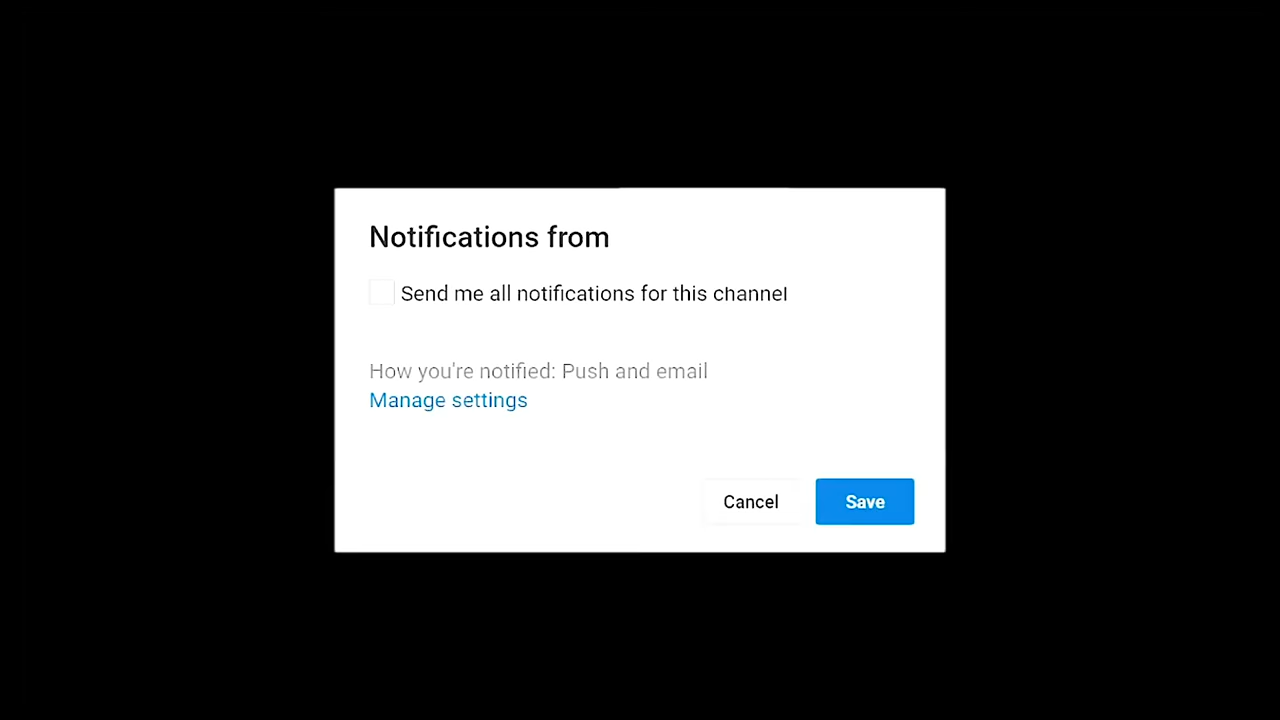 Notifications from
Send me all notifications for this channel
How you're notified: Push and email
Manage settings
Cancel
Save